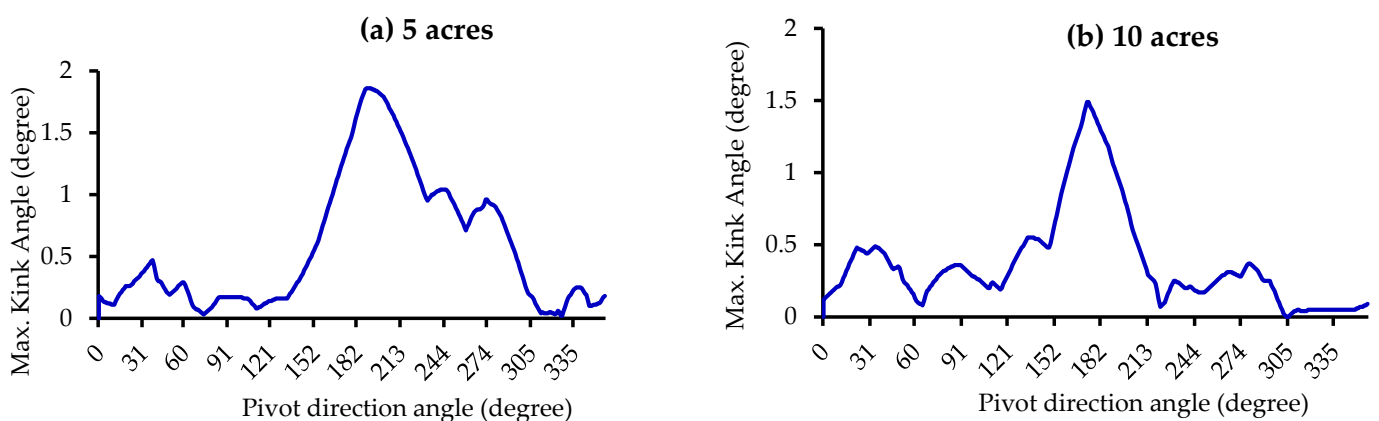 (a) 5 acres
Max. Kink Angle (degree)
2
1.5
1
0.5
0
0 31 60 91 121 152 182 213 244 274 305 335
Pivot direction angle (degree)
(b) 10 acres
Max. Kink Angle (degree)
2
1.5
1
0.5
0
0 31 60 91 121 152 182 213 244 274 305 335
Pivot direction angle (degree)